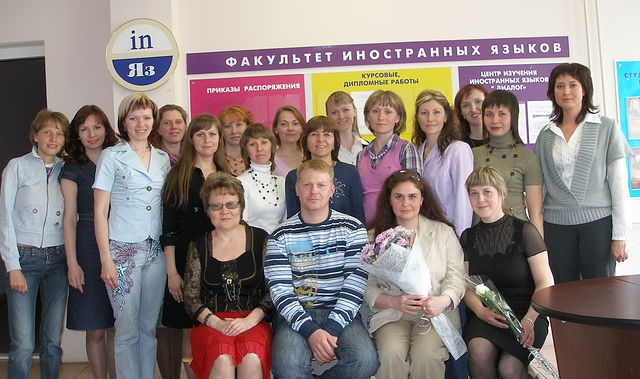 in
Яз
ФАКУЛЬТЕТ ИНОСТРАННЫХ ЯЗЫКОВ
ПРИКАЗЫ РАСПОРЯЖЕНИЯ
КУРСОВЫЕ,
ДИПЛОМНЫЕ РАБОТЫ
ЦЕНТР ИЗУЧЕНИЯ
ИНОСТРАННЫХ ЯЗЫКОВ
"ДИАЛОГ"